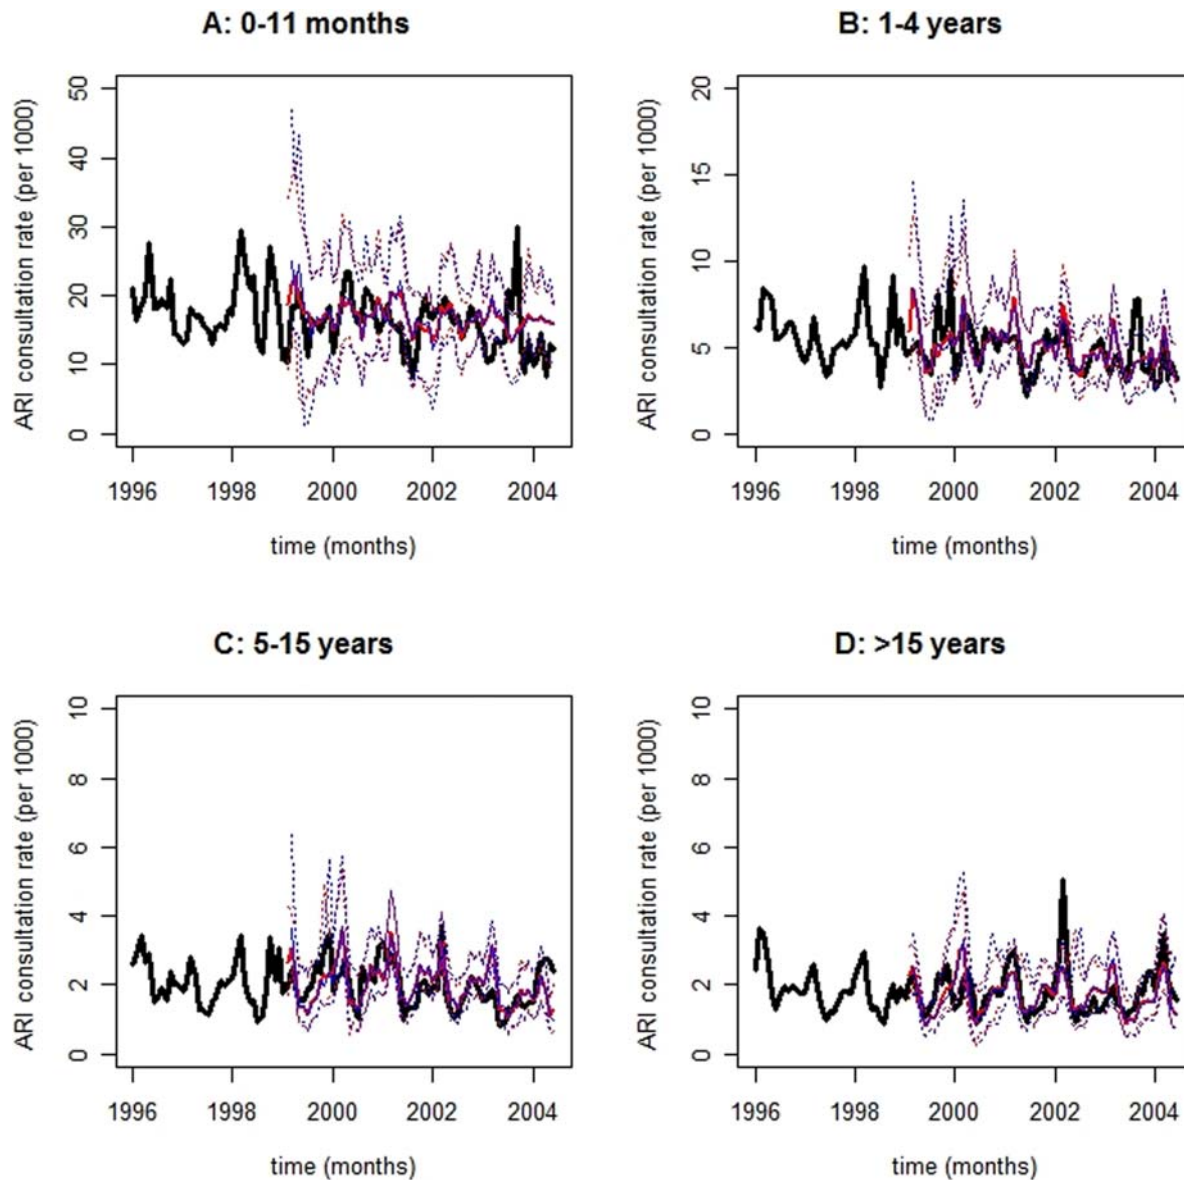 A: 0-11 months
ARI consultation rate (per 1000)
50
40
30
20
10
0
1996 1998 2000 2002 2004
time (months)
B: 1-4 years
ARI consultation rate (per 1000)
20
15
10
5
0
1996 1998 2000 2002 2004
time (months)
C: 5-15 years
ARI consultation rate (per 1000)
10
8
6
4
2
0
1996 1998 2000 2002 2004
time (months)
D: >15 years
ARI consultation rate (per 1000)
10
8
6
4
2
0
1996 1998 2000 2002 2004
time (months)